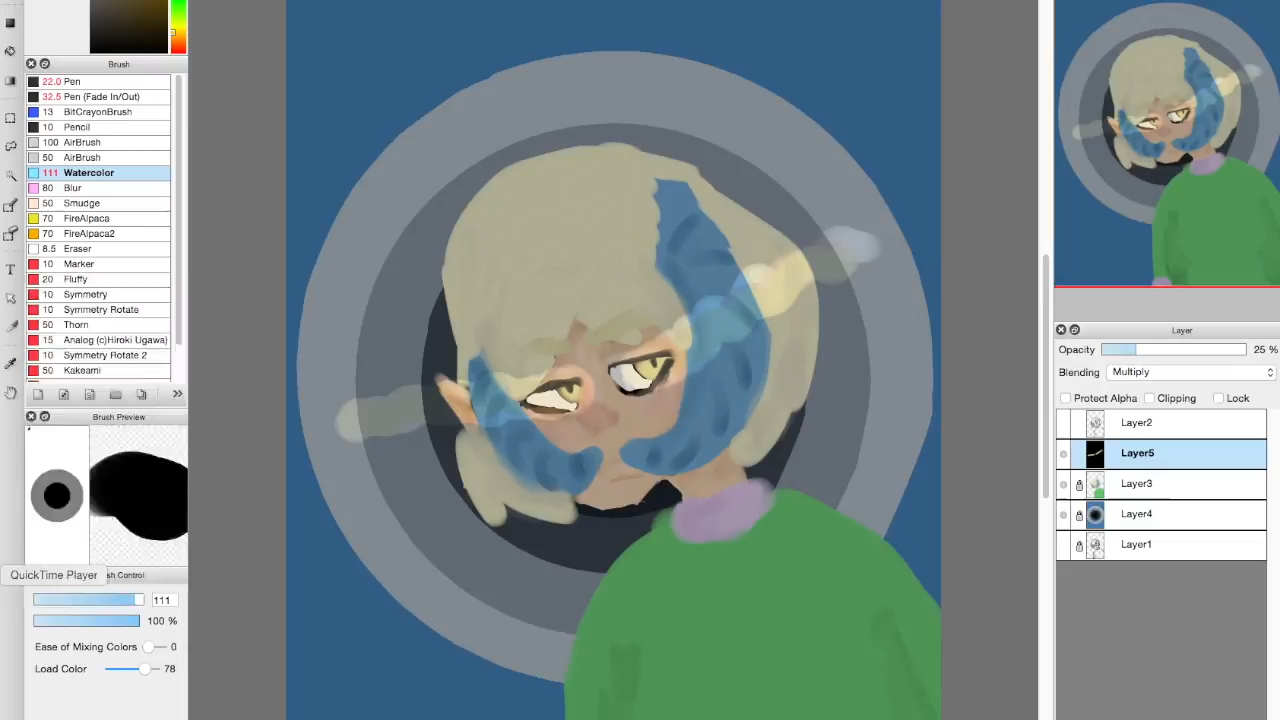 Brush
22.0 Pen
32.5 Pen (Fade In/Out)
13 BitCrayonBrush
10 Pencil
100 AirBrush
50 AirBrush
111 Watercolor
80 Blur
50 Smudge
70 FireAlpaca
70 FireAlpaca2
8.5 Eraser
10 Marker
20 Fluffy
10 Symmetry
10 Symmetry Rotate
50 Thorn
15 Analog (c)Hiroki Ugawa)
10 Symmetry Rotate 2
50 Kakeami
Brush Preview
QuickTime Player
sh Control
111
100 %
Ease of Mixing Colors 0
Load Color 78
Layer
Opacity 25 %
Blending Multiply
Protect Alpha Clipping Lock
Layer2
Layer5
Layer3
Layer4
Layer1
T